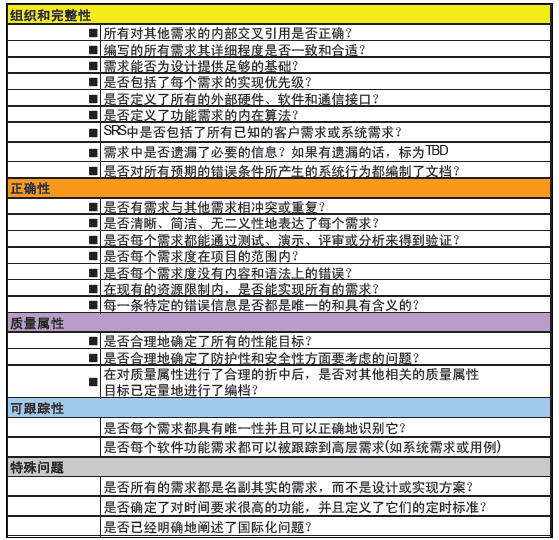 组织和完整性
■ 所有对其他需求的内部交叉引用是否正确？
■ 编写的所有需求其详细程度是否一致和合适？
■ 需求能否为设计提供足够的基础？
■ 是否包括了每个需求的实现优先级？
■ 是否定义了所有的外部硬件、软件和通信接口？
■ 是否定义了功能需求的内在算法？
■ SRS中是否包括了所有已知的客户需求或系统需求？
■ 需求中是否遗漏了必要的信息？如果有遗漏的话，标为TBD
■ 是否对所有预期的错误条件所产生的系统行为都编制了文档？
正确性
■ 是否有需求与其他需求相冲突或重复？
■ 是否清晰、简洁、无二义性地表达了每个需求？
■ 是否每个需求都能通过测试、演示、评审或分析来得到验证？
■ 是否每个需求度在项目的范围内？
■ 是否每个需求度没有内容和语法上的错误？
■ 在现有的资源限制内，是否能实现所有的需求？
■ 每一条特定的错误信息是否都是唯一的和具有含义的？
质量属性
■ 是否合理地确定了所有的性能目标？
■ 是否合理地确定了防护性和安全性方面要考虑的问题？
■ 在对质量属性进行了合理的折中后，是否对其他相关的质量属性
目标已定量地进行了编档？
可跟踪性
是否每个需求都具有唯一性并且可以正确地识别它？
是否每个软件功能需求都可以被跟踪到高层需求(如系统需求或用例)
特殊问题
是否所有的需求都是名副其实的需求，而不是设计或实现方案？
是否确定了对时间要求很高的功能，并且定义了它们的定时标准？
是否已经明确地阐述了国际化问题？